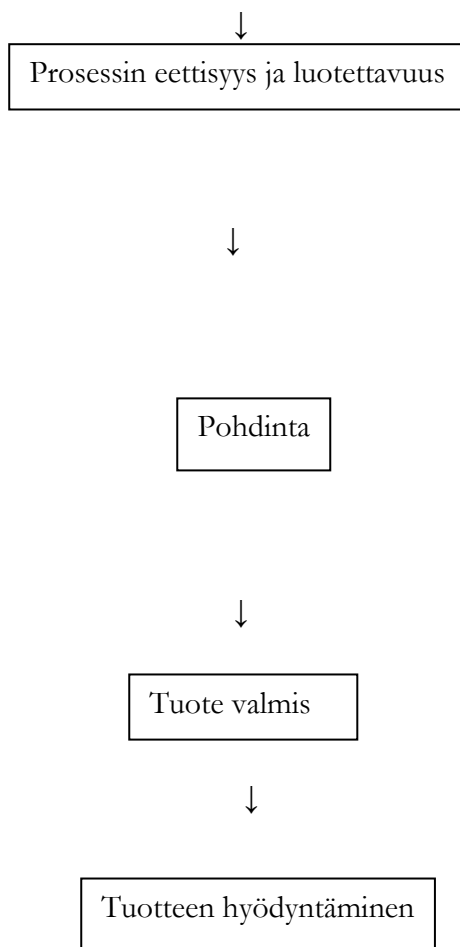 ↓
Prosessin eettisyys ja luotettavuus
↓
Pohdinta
↓
Tuote valmis
↓
Tuotteen hyödyntäminen